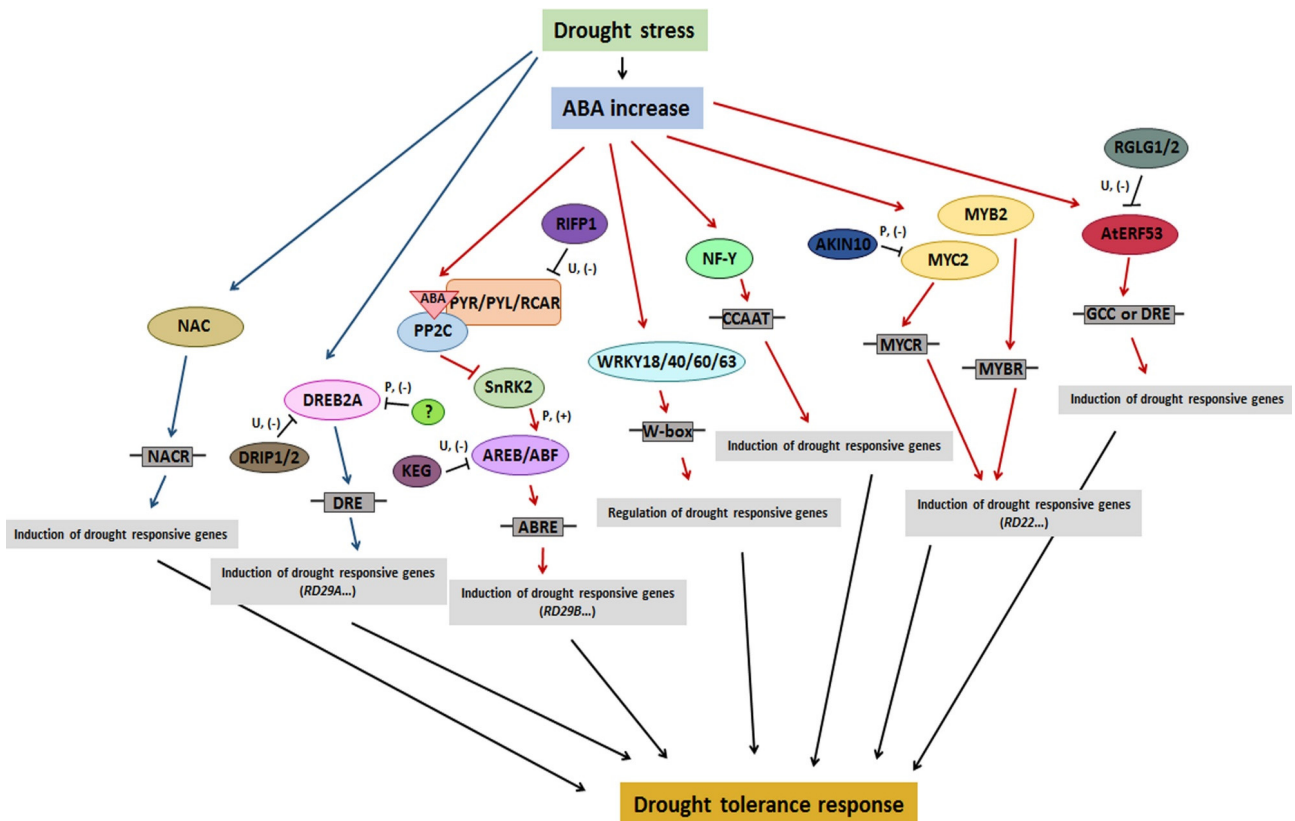 Drought stress
ABA increase
RGLG1/2
U, (-)
RIFP1
U, (-)
MYB2
AKIN10
P, (-)
MYC2
AtERF53
NF-Y
ABA
PYR/PYL/RCAR
PP2C
NAC
CCAAT
GCC or DRE
MYCR
WRKY18/40/60/63
MYBR
SnRK2
P, (+)
DREB2A
P, (-)
?
U, (-)
DRIP1/2
Induction of drought responsive genes
W-box
Induction of drought responsive genes
NACR
KEG
U, (-)
AREB/ABF
DRE
ABRE
Induction of drought responsive genes
Regulation of drought responsive genes
Induction of drought responsive genes
(RD22...)
Induction of drought responsive genes
(RD29A...)
Induction of drought responsive genes
(RD29B...)
Drought tolerance response